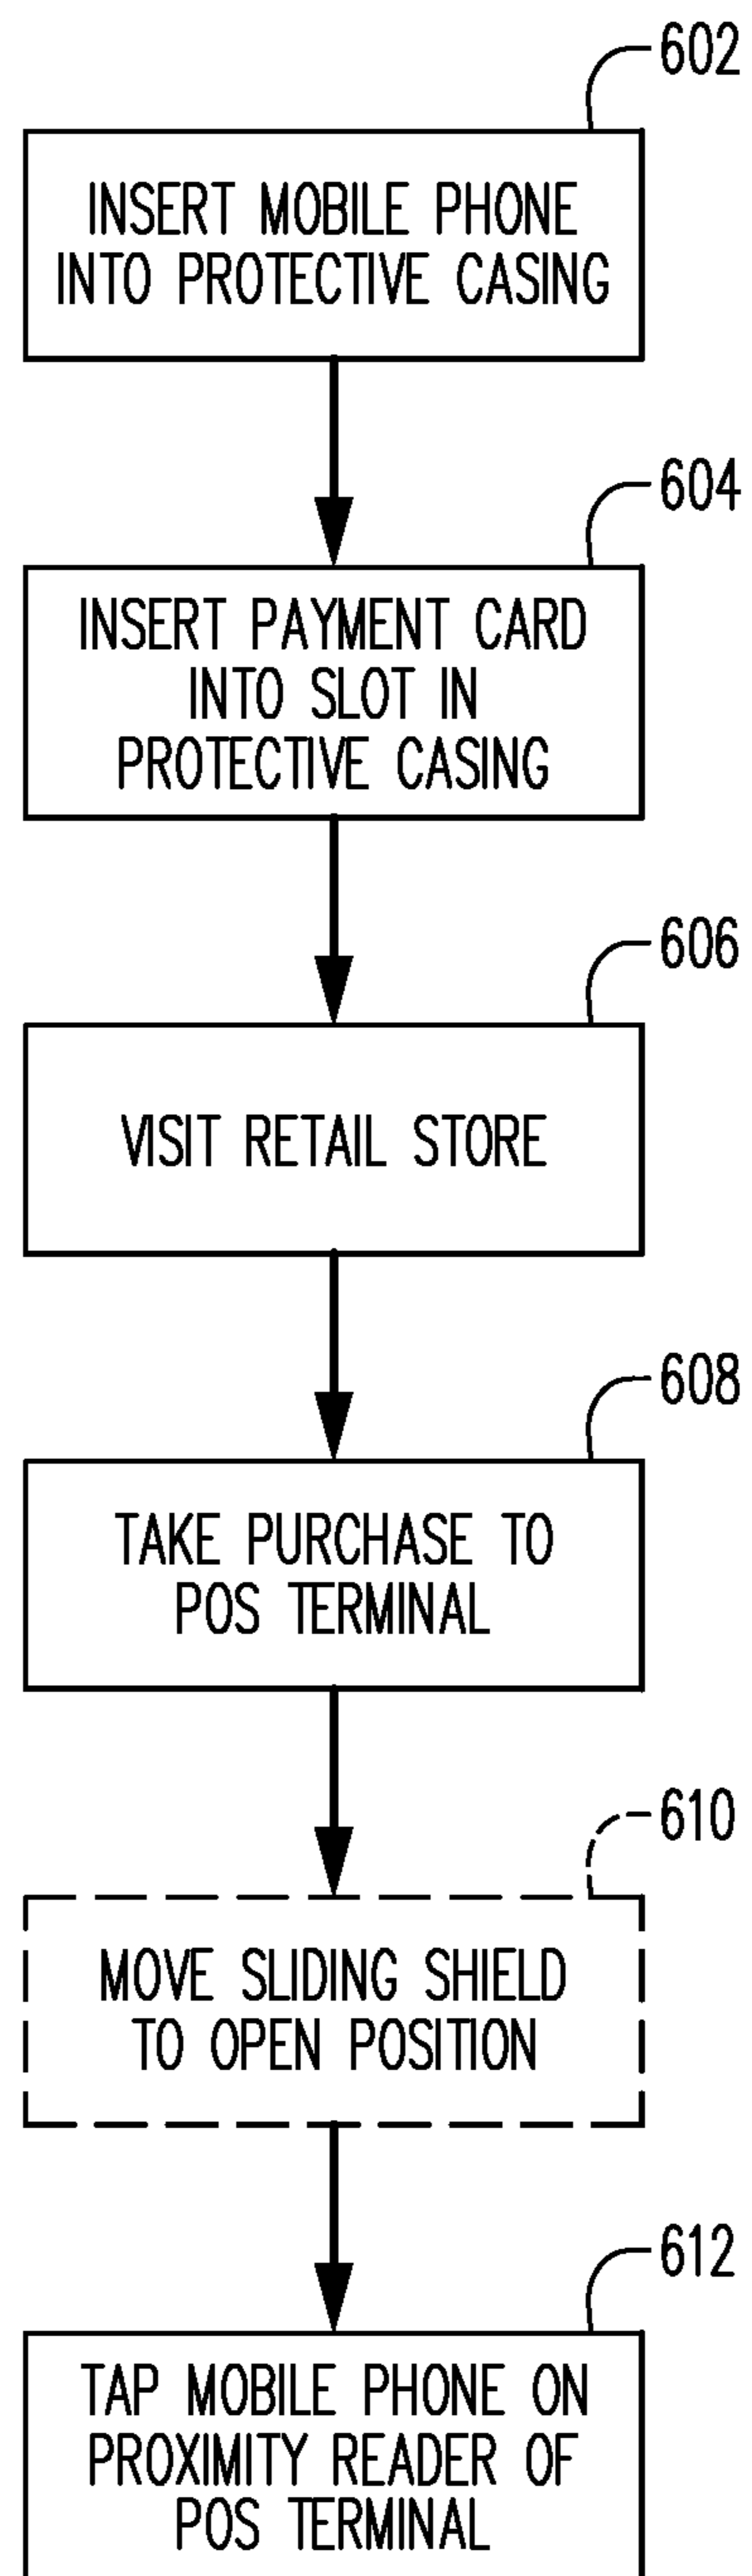 602
INSERT MOBILE PHONE
INTO PROTECTIVE CASING
604
INSERT PAYMENT CARD
INTO SLOT IN
PROTECTIVE CASING
606
VISIT RETAIL STORE
608
TAKE PURCHASE TO
POS TERMINAL
610
MOVE SLIDING SHIELD
TO OPEN POSITION
612
TAP MOBILE PHONE ON
PROXIMITY READER OF
POS TERMINAL